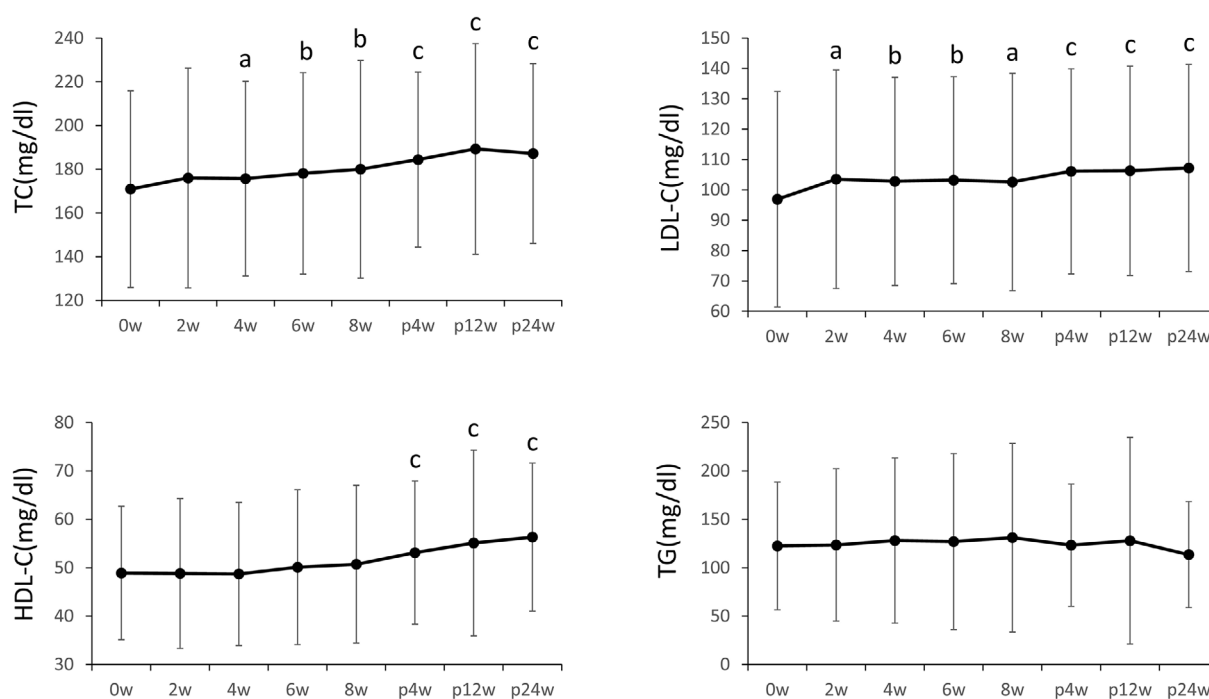 TC(mg/dl)
240
220
200
180
160
140
120
a b b c c c
0w 2w 4w 6w 8w p4w p12w p24w
LDL-C(mg/dl)
150
140
130
120
110
100
90
80
70
60
a b b a c c c
0w 2w 4w 6w 8w p4w p12w p24w
HDL-C(mg/dl)
80
70
60
50
40
30
c c c
0w 2w 4w 6w 8w p4w p12w p24w
TG(mg/dl)
250
200
150
100
50
0
0w 2w 4w 6w 8w p4w p12w p24w